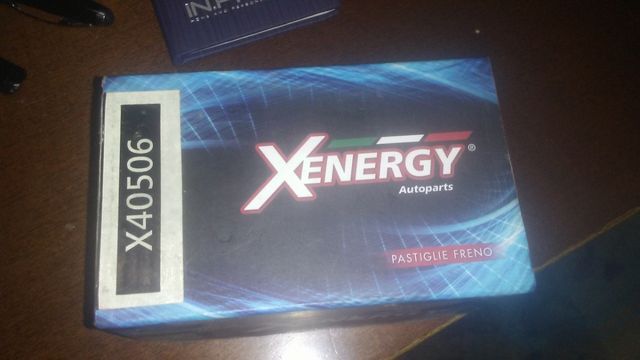 X40506
XENERGY®
Autoparts
PASTIGLIE FRENO